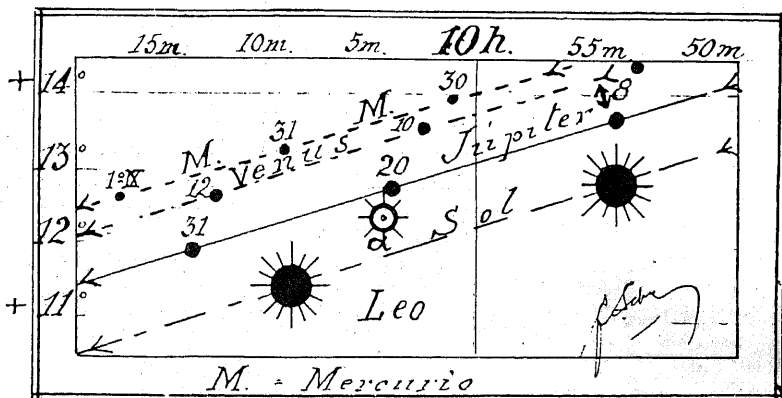 15m. 10m. 5m. 10h. 55m 50m
+ 14°
30
8
M.
31
10
M.
Venus
Jupiter
13°
1º IX
12
20
12°
31
α
Sol
+ 11°
Leo
M. = Mercurio